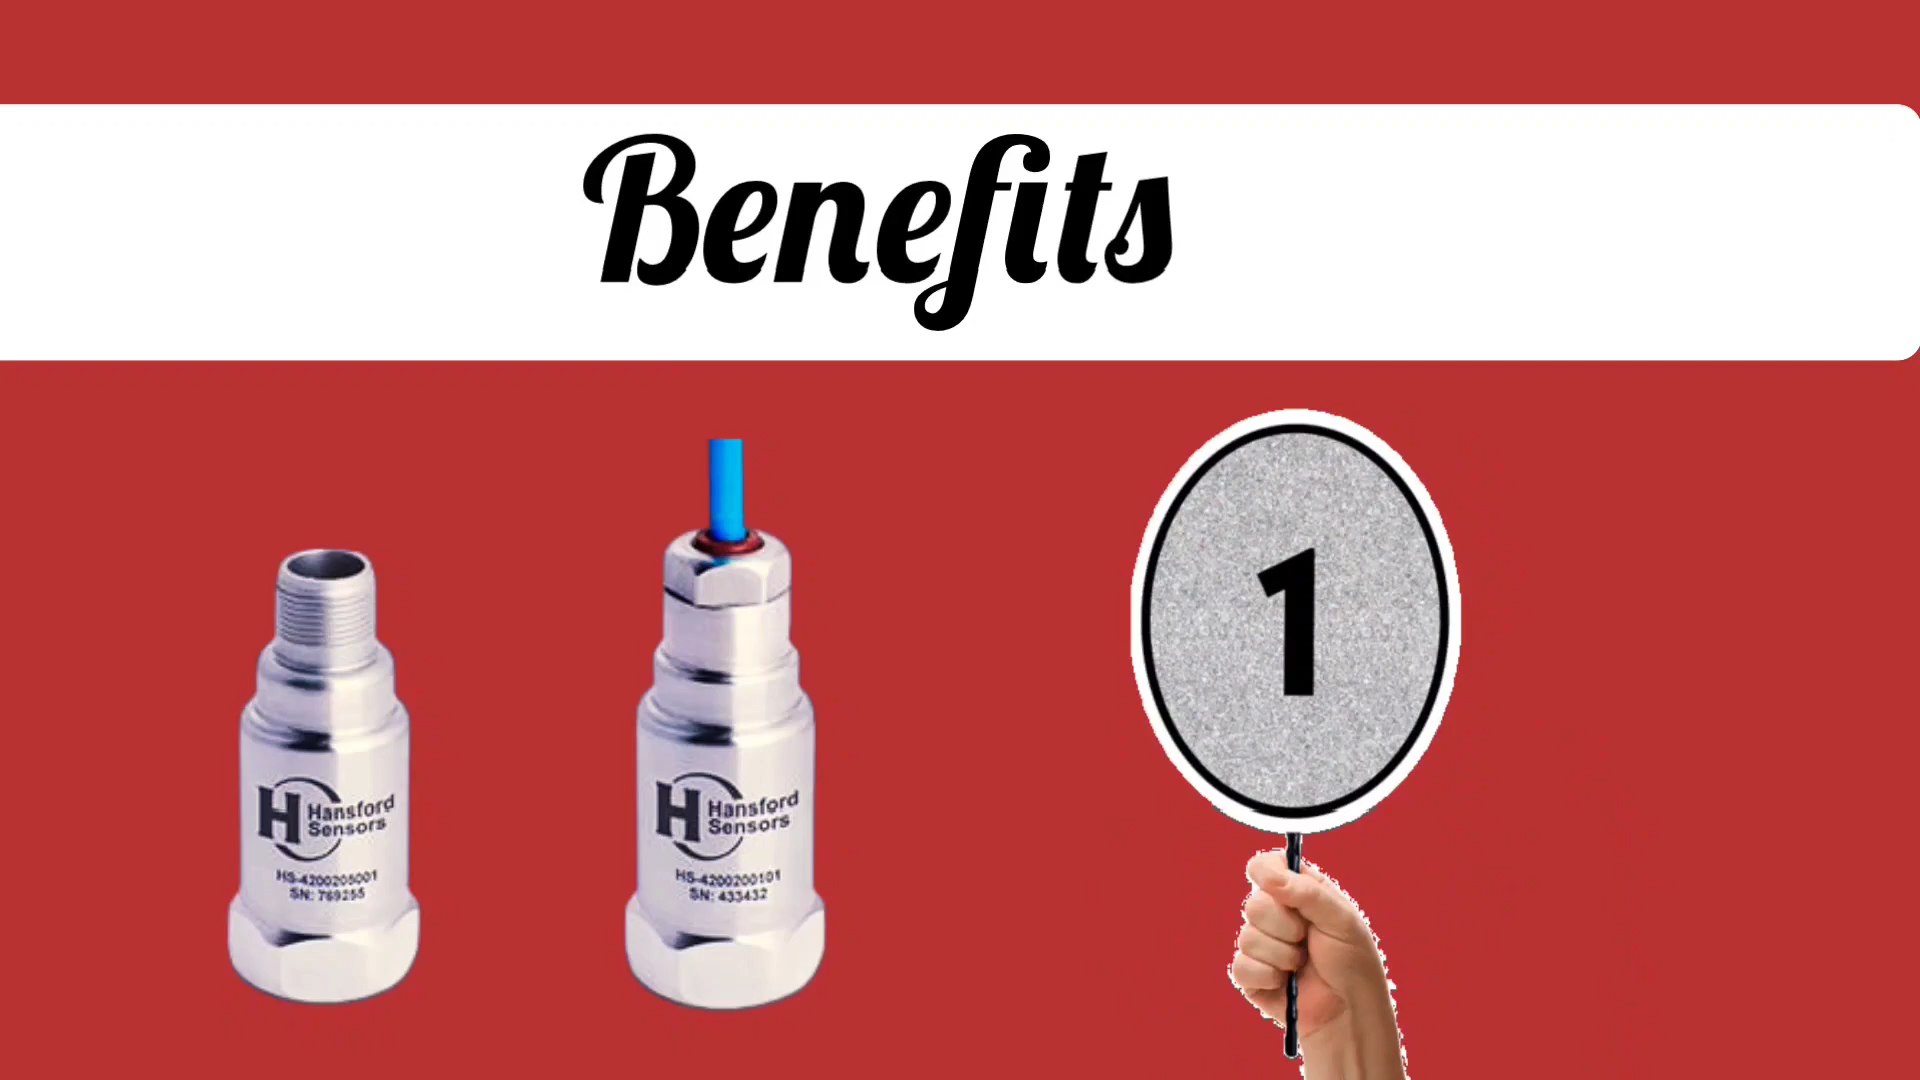 Benefits
H Hansford
Sensors
HS-4200205001
SN: 769255
H Hansford
Sensors
HS-4200200101
SN: 433432
1